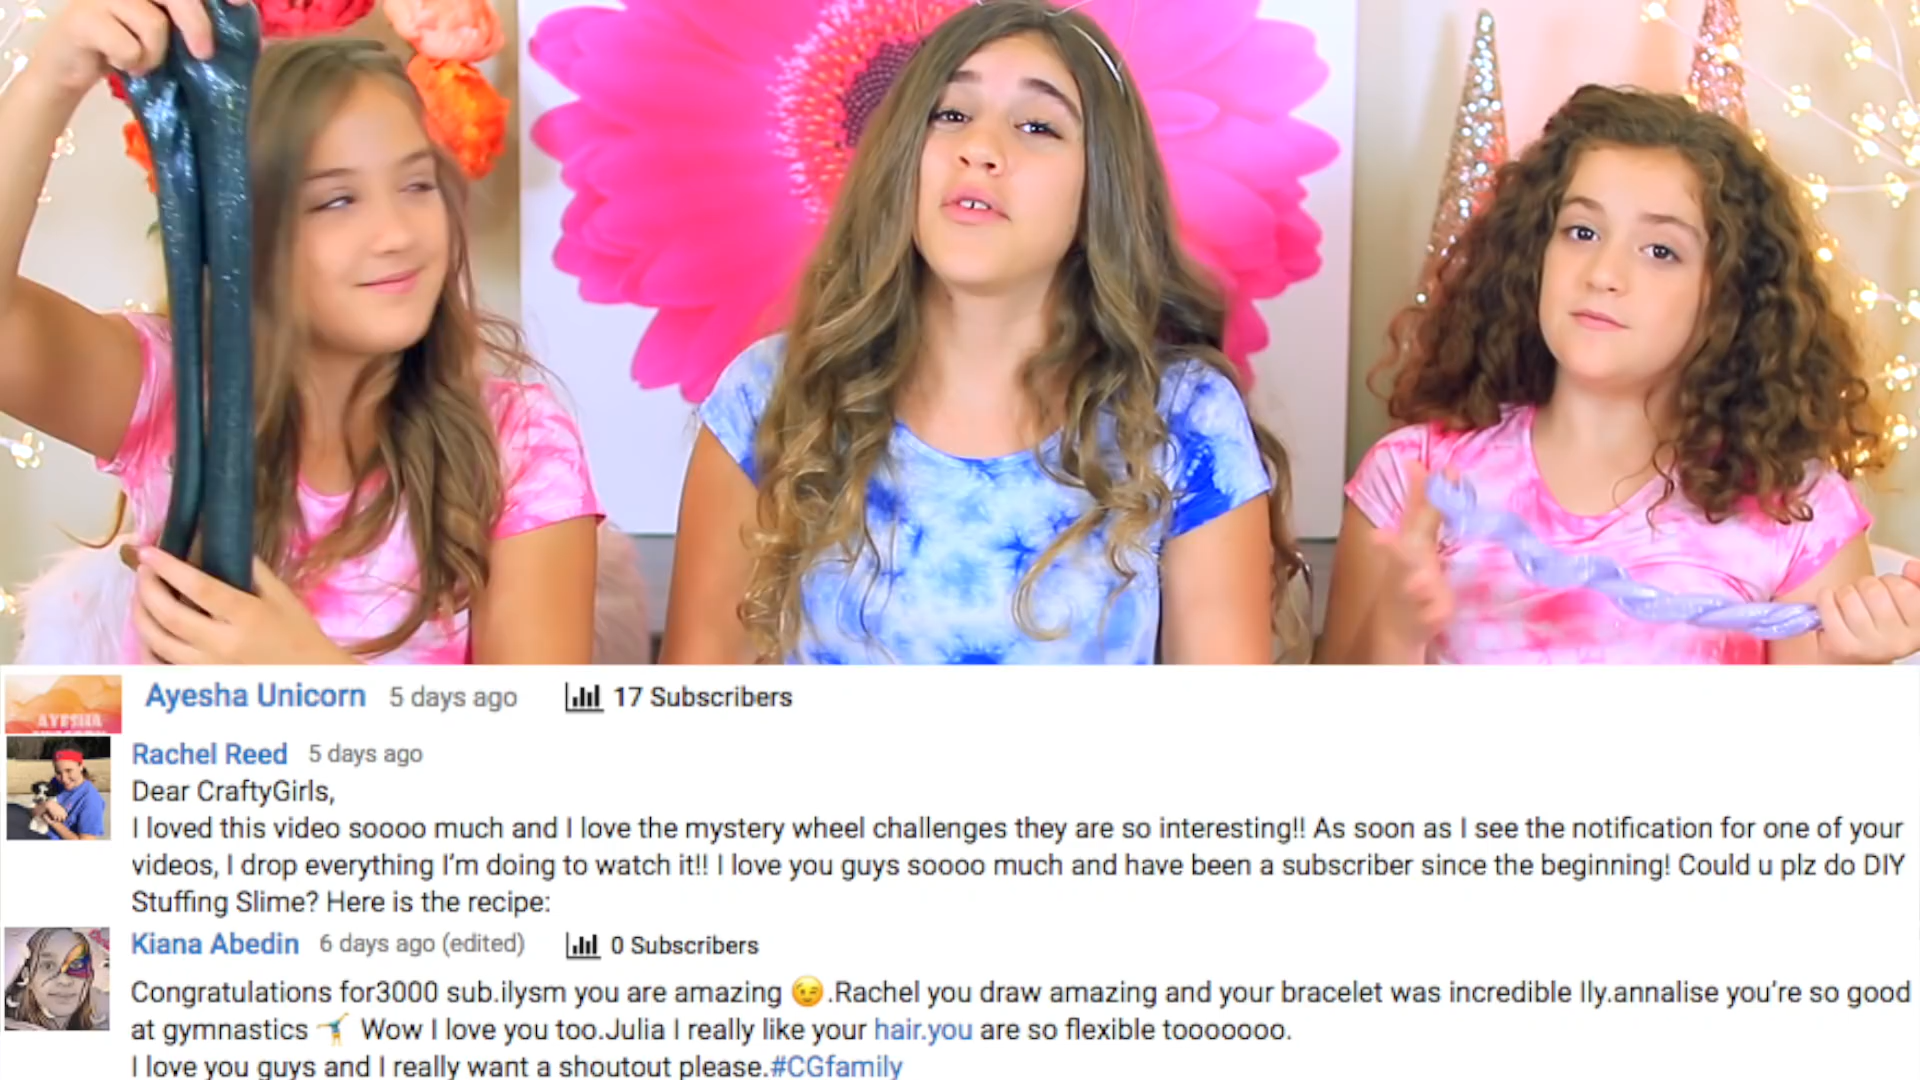 Ayesha Unicorn 5 days ago 17 Subscribers
AYESHA
Rachel Reed 5 days ago
Dear CraftyGirls,
I loved this video soooo much and I love the mystery wheel challenges they are so interesting!! As soon as I see the notification for one of your
videos, I drop everything I'm doing to watch it!! I love you guys soooo much and have been a subscriber since the beginning! Could u plz do DIY
Stuffing Slime? Here is the recipe:
Kiana Abedin 6 days ago (edited) 0 Subscribers
Congratulations for3000 sub.ilysm you are amazing 😉.Rachel you draw amazing and your bracelet was incredible Ily.annalise you're so good
at gymnastics 🤸 Wow I love you too.Julia I really like your hair.you are so flexible tooooooo.
I love you guys and I really want a shoutout please.#CGfamily